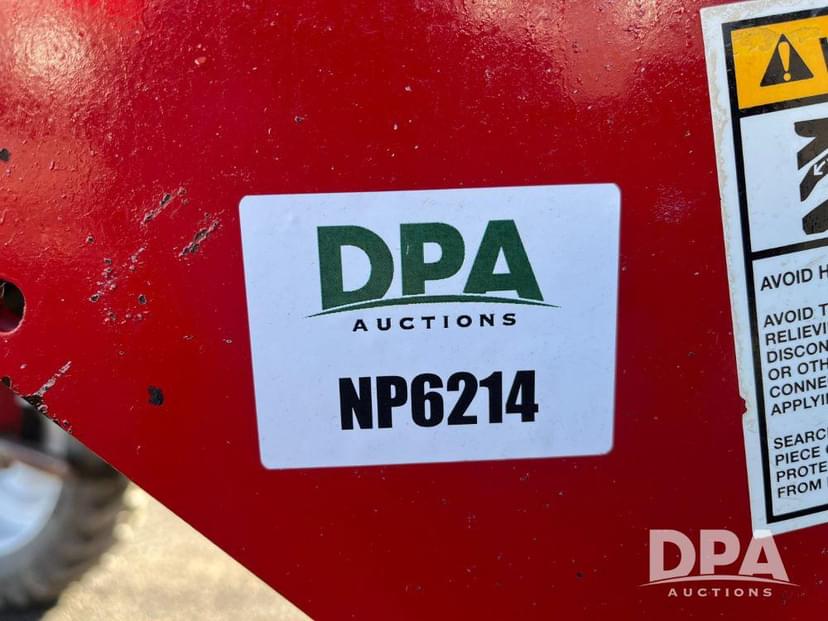 DPA
AUCTIONS
NP6214
AVOID
AVOID
RELIEVI
DISCON
OR OTH
CONNE
APPLYI
SEARC
PIECE
PROTE
FROM
DPA
AUCTIONS